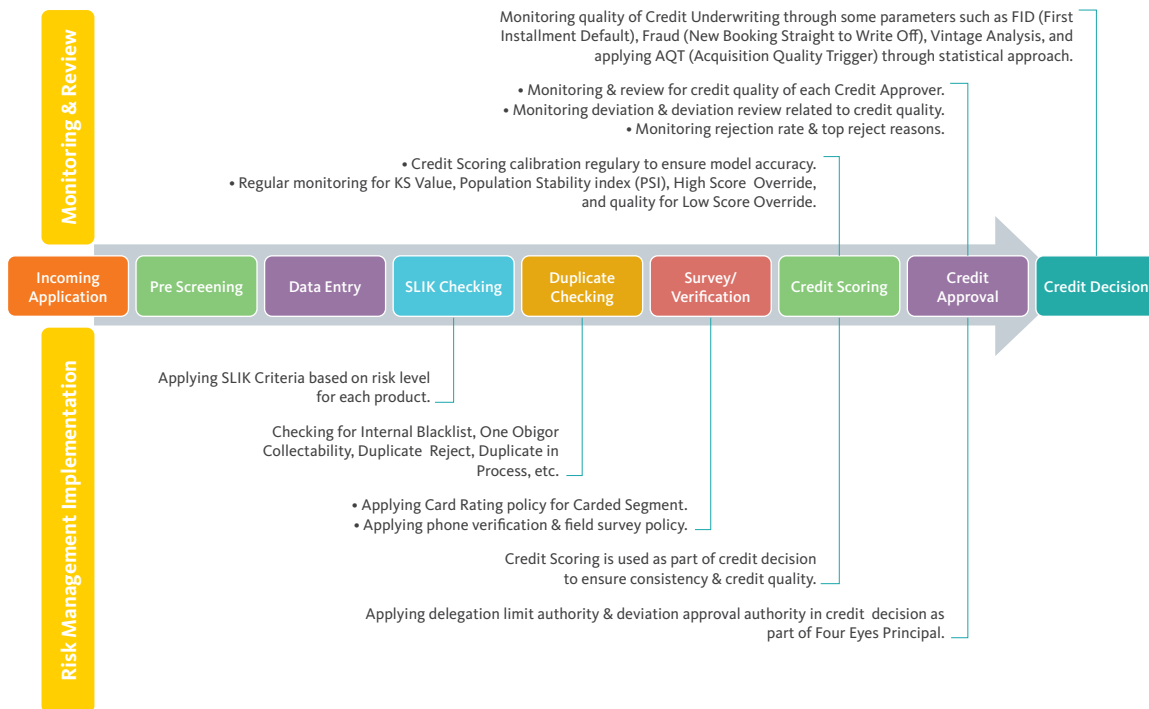 Monitoring & Review
Monitoring quality of Credit Underwriting through some parameters such as FID (First
Installment Default), Fraud (New Booking Straight to Write Off), Vintage Analysis, and
applying AQT (Acquisition Quality Trigger) through statistical approach.
• Monitoring & review for credit quality of each Credit Approver.
• Monitoring deviation & deviation review related to credit quality.
• Monitoring rejection rate & top reject reasons.
• Credit Scoring calibration regulary to ensure model accuracy.
• Regular monitoring for KS Value, Population Stability index (PSI), High Score Override,
and quality for Low Score Override.
Incoming
Application
Pre Screening
Data Entry
SLIK Checking
Duplicate
Checking
Survey/
Verification
Credit Scoring
Credit
Approval
Credit Decision
Risk Management Implementation
Applying SLIK Criteria based on risk level
for each product.
Checking for Internal Blacklist, One Obigor
Collectability, Duplicate Reject, Duplicate in
Process, etc.
• Applying Card Rating policy for Carded Segment.
• Applying phone verification & field survey policy.
Credit Scoring is used as part of credit decision
to ensure consistency & credit quality.
Applying delegation limit authority & deviation approval authority in credit decision as
part of Four Eyes Principal.